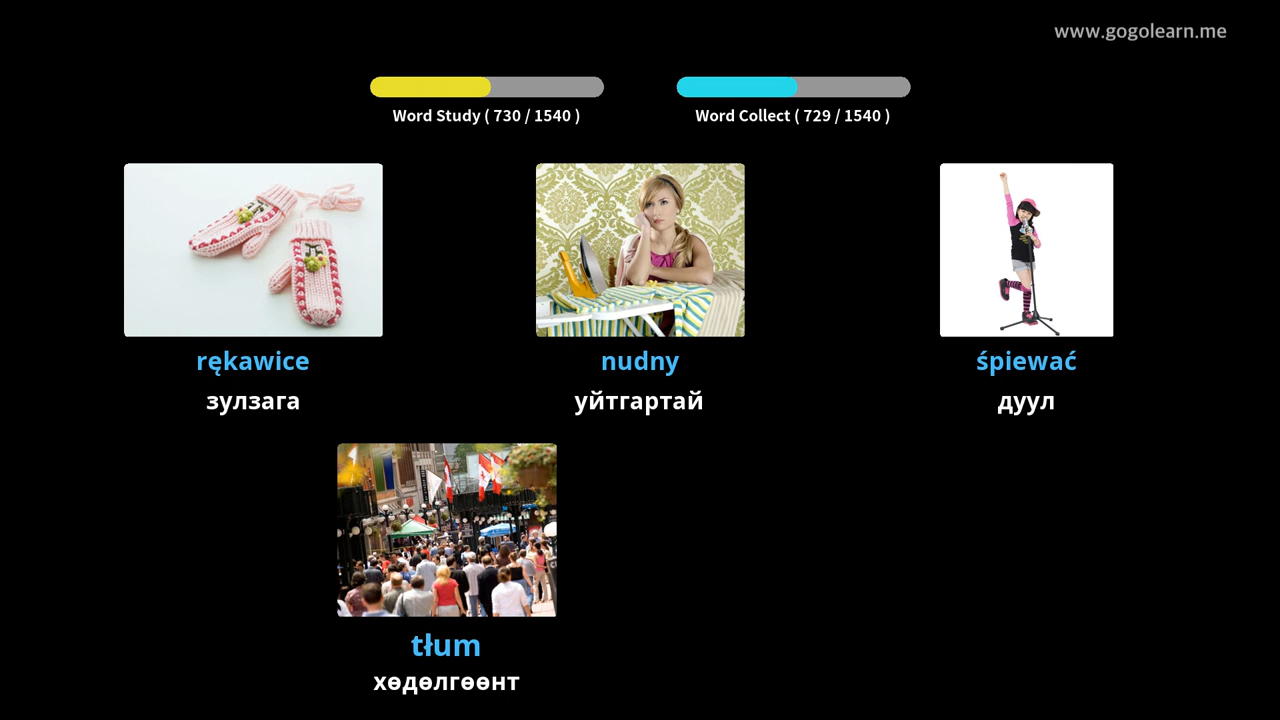 www.gogolearn.me
Word Study ( 730 / 1540 )
Word Collect ( 729 / 1540 )
rękawice
зулзага
nudny
уйтгартай
śpiewać
дуул
tłum
хөдөлгөөнт